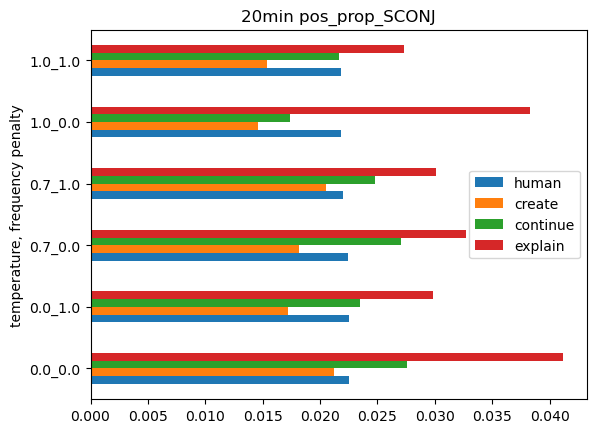 20min pos_prop_SCONJ
temperature, frequency penalty
1.0_1.0
1.0_0.0
0.7_1.0
0.7_0.0
0.0_1.0
0.0_0.0
human
create
continue
explain
0.000 0.005 0.010 0.015 0.020 0.025 0.030 0.035 0.040